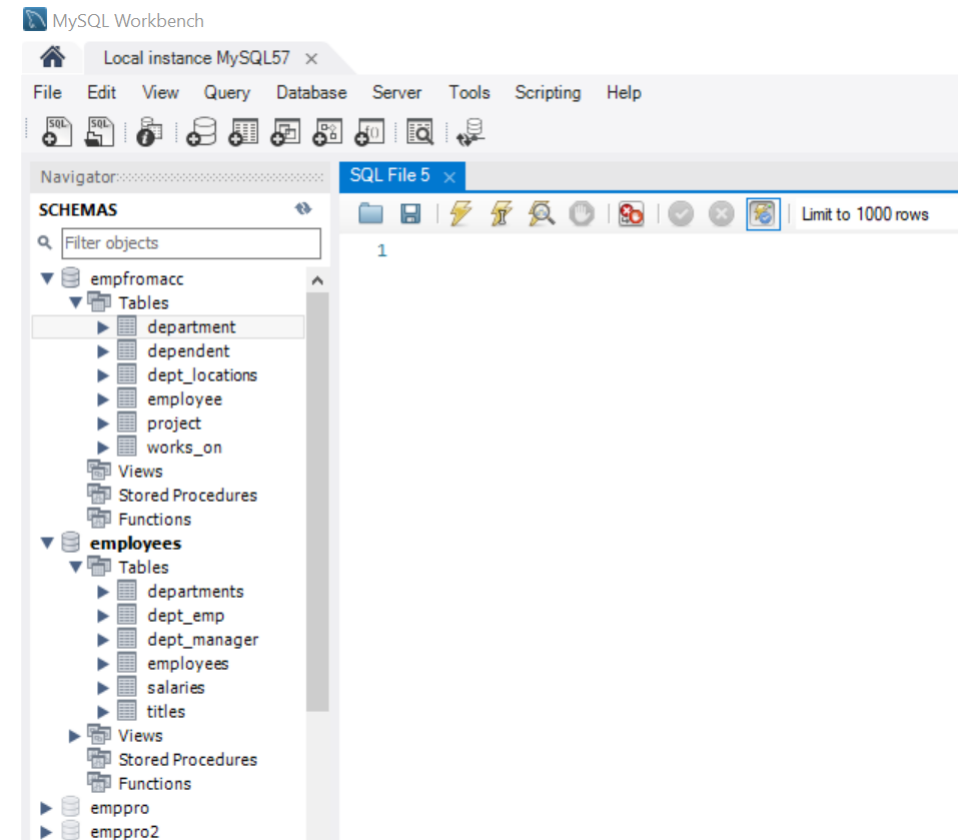 MySQL Workbench
Local instance MySQL57
File Edit View Query Database Server Tools Scripting Help
SQL SQL
Navigator
SQL File 5
SCHEMAS
Limit to 1000 rows
Filter objects
1
empfromacc
Tables
department
dependent
dept_locations
employee
project
works_on
Views
Stored Procedures
Functions
employees
Tables
departments
dept_emp
dept_manager
employees
salaries
titles
Views
Stored Procedures
Functions
emppro
emppro2